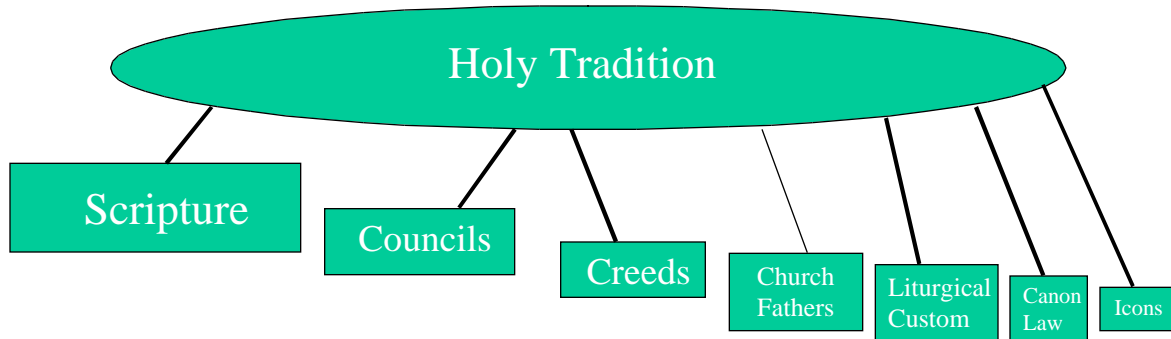 Holy Tradition
Scripture
Councils
Creeds
Church
Fathers
Liturgical
Custom
Canon
Law
Icons